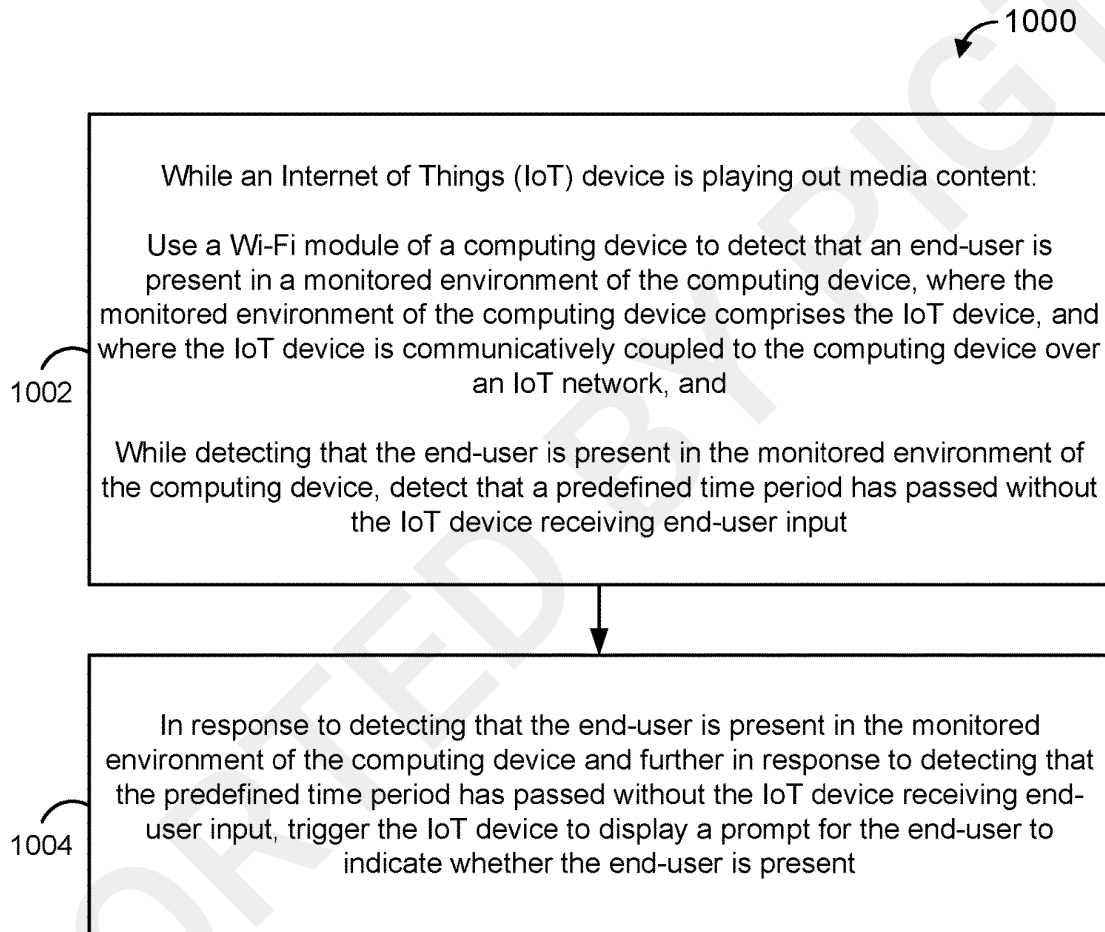 1000
While an Internet of Things (IoT) device is playing out media content:
Use a Wi-Fi module of a computing device to detect that an end-user is
present in a monitored environment of the computing device, where the
monitored environment of the computing device comprises the IoT device, and
where the IoT device is communicatively coupled to the computing device over
an IoT network, and
1002
While detecting that the end-user is present in the monitored environment of
the computing device, detect that a predefined time period has passed without
the IoT device receiving end-user input
In response to detecting that the end-user is present in the monitored
environment of the computing device and further in response to detecting that
the predefined time period has passed without the IoT device receiving end-
user input, trigger the IoT device to display a prompt for the end-user to
indicate whether the end-user is present
1004
ORTED BY PIGT